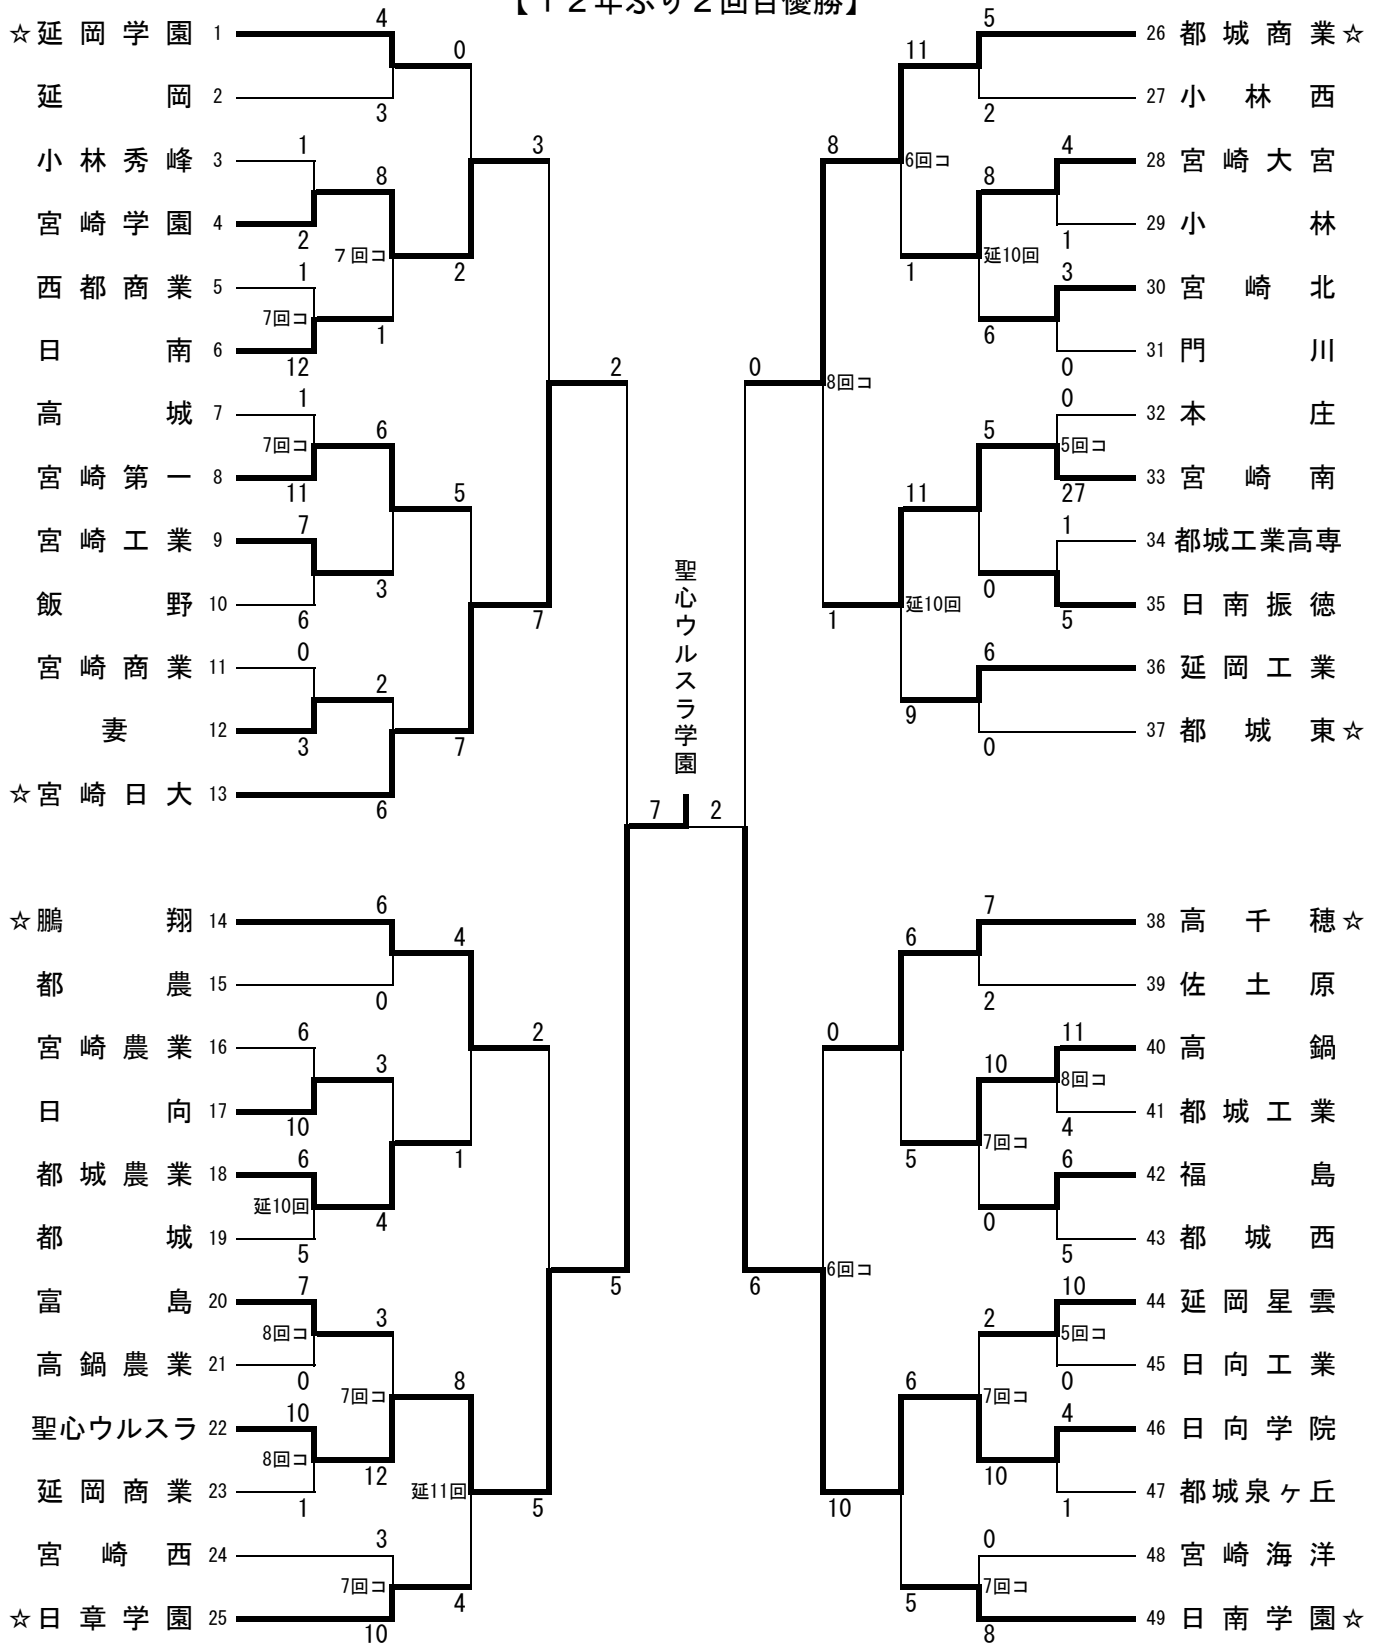 【12年ぶり2回目優勝】
☆延岡学園 1
延岡 2
小林秀峰 3
宮崎学園 4
西都商業 5
日南 6
高城 7
宮崎第一 8
宮崎工業 9
飯野 10
宮崎商業 11
妻 12
☆宮崎日大 13
☆鵬翔 14
都農 15
宮崎農業 16
日向 17
都城農業 18
都城 19
富島 20
高鍋農業 21
聖心ウルスラ 22
延岡商業 23
宮崎西 24
☆日章学園 25
4
3
1
2
1
7回コ
12
1
7回コ
11
7
6
0
3
8
7回コ
1
6
3
2
6
0
2
5
7
3
7
2
6
0
6
10
6
延10回
5
7
8回コ
0
10
8回コ
1
3
4
3
7回コ
12
3
7回コ
10
4
1
8
延11回
4
2
5
5
聖心ウルスラ学園
7 2
0
8回コ
6
6回コ
8
1
0
10
11
6回コ
1
11
延10回
9
6
5
6
5
5
2
8
延10回
6
5
0
6
0
7
2
10
7回コ
0
2
7回コ
10
0
7回コ
8
4
1
3
0
0
5回コ
27
1
5
11
8回コ
4
6
5
10
5回コ
0
4
1
26 都城商業☆
27 小林西
28 宮崎大宮
29 小林
30 宮崎北
31 門川
32 本庄
33 宮崎南
34 都城工業高専
35 日南振徳
36 延岡工業
37 都城東☆
38 高千穂☆
39 佐土原
40 高鍋
41 都城工業
42 福島
43 都城西
44 延岡星雲
45 日向工業
46 日向学院
47 都城泉ヶ丘
48 宮崎海洋
49 日南学園☆